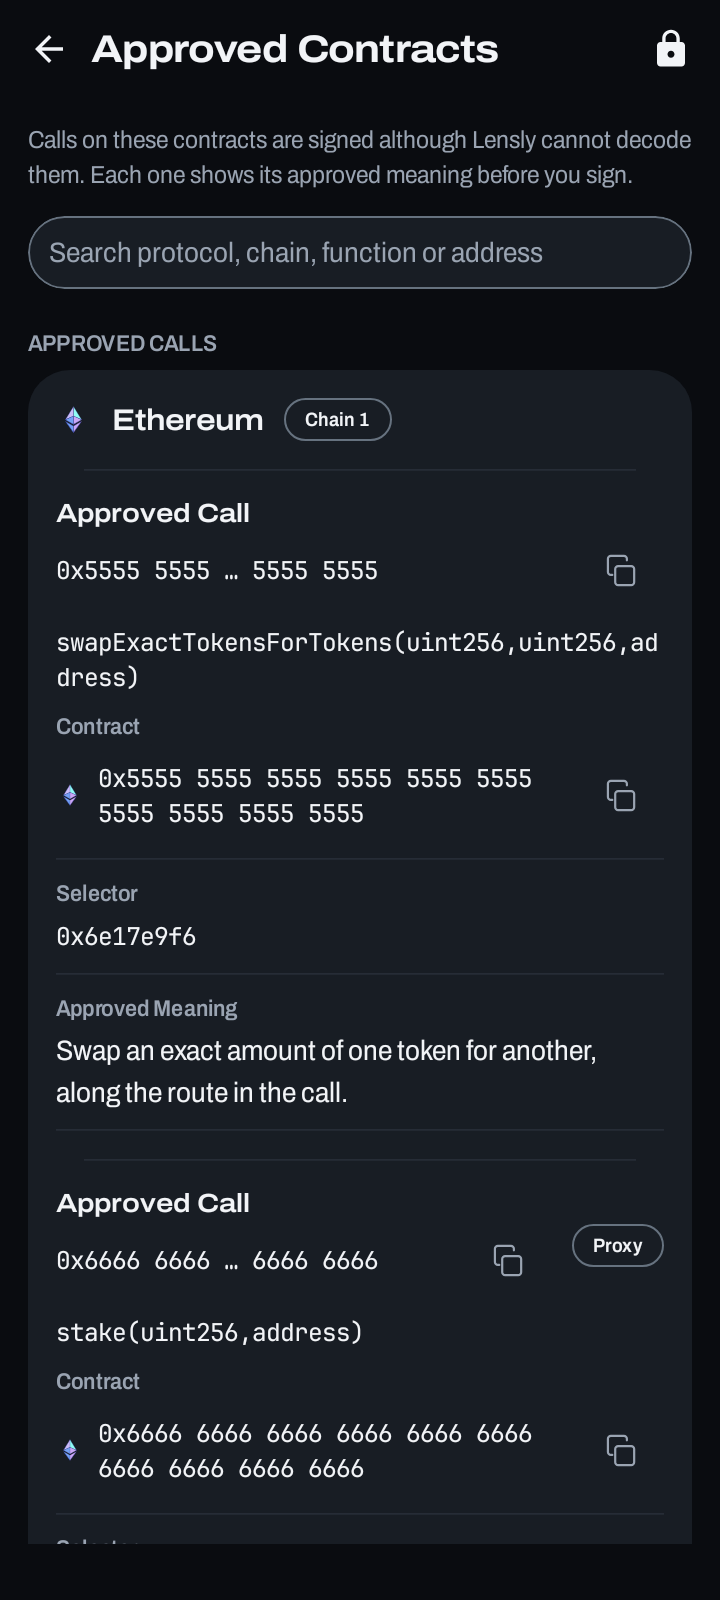 Approved Contracts
Calls on these contracts are signed although Lensly cannot decode
them. Each one shows its approved meaning before you sign.
Search protocol, chain, function or address
APPROVED CALLS
Ethereum Chain 1
Approved Call
0x5555 5555 … 5555 5555
swapExactTokensForTokens(uint256,uint256,ad
dress)
Contract
0x5555 5555 5555 5555 5555 5555
5555 5555 5555 5555
Selector
0x6e17e9f6
Approved Meaning
Swap an exact amount of one token for another,
along the route in the call.
Approved Call
0x6666 6666 … 6666 6666 Proxy
stake(uint256,address)
Contract
0x6666 6666 6666 6666 6666 6666
6666 6666 6666 6666